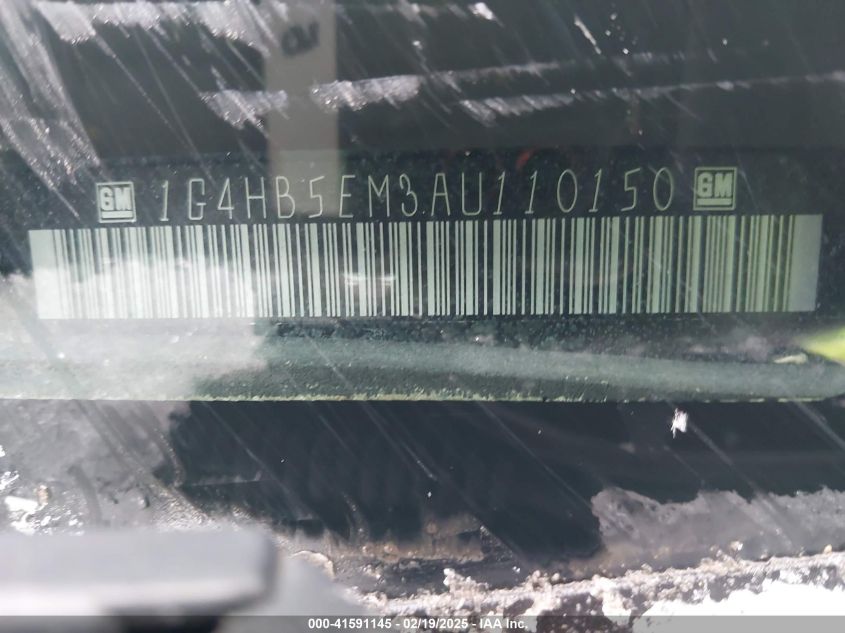 GM 1G4HB5EM3AU110150 GM
000-41591145 - 02/19/2025 - IAA Inc.